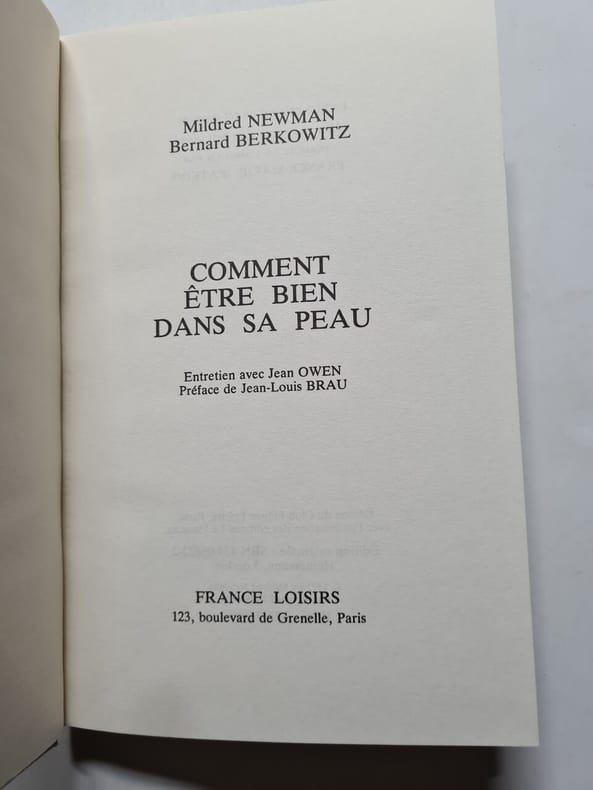 Mildred NEWMAN
Bernard BERKOWITZ
COMMENT
ÊTRE BIEN
DANS SA PEAU
Entretien avec Jean OWEN
Préface de Jean-Louis BRAU
FRANCE LOISIRS
123, boulevard de Grenelle, Paris